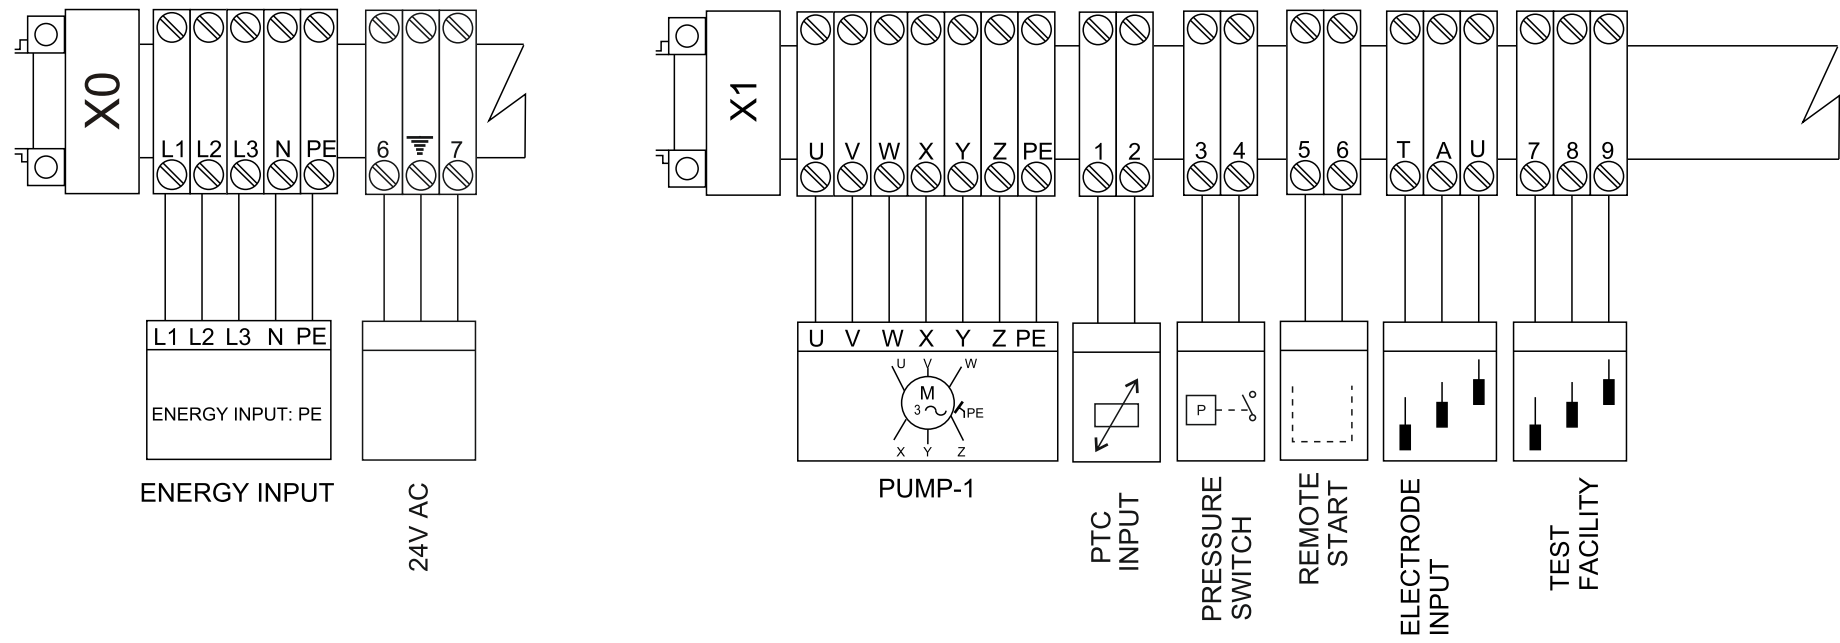 X0
L1 L2 L3 N PE
6 7
L1 L2 L3 N PE
ENERGY INPUT: PE
ENERGY INPUT
24V AC
X1
U V W X Y Z PE
1 2
3 4
5 6
T A U
7 8 9
U V W X Y Z PE
U V W
M
3
PE
X Y Z
PUMP-1
PTC
INPUT
P
PRESSURE
SWITCH
REMOTE
START
ELECTRODE
INPUT
TEST
FACILITY